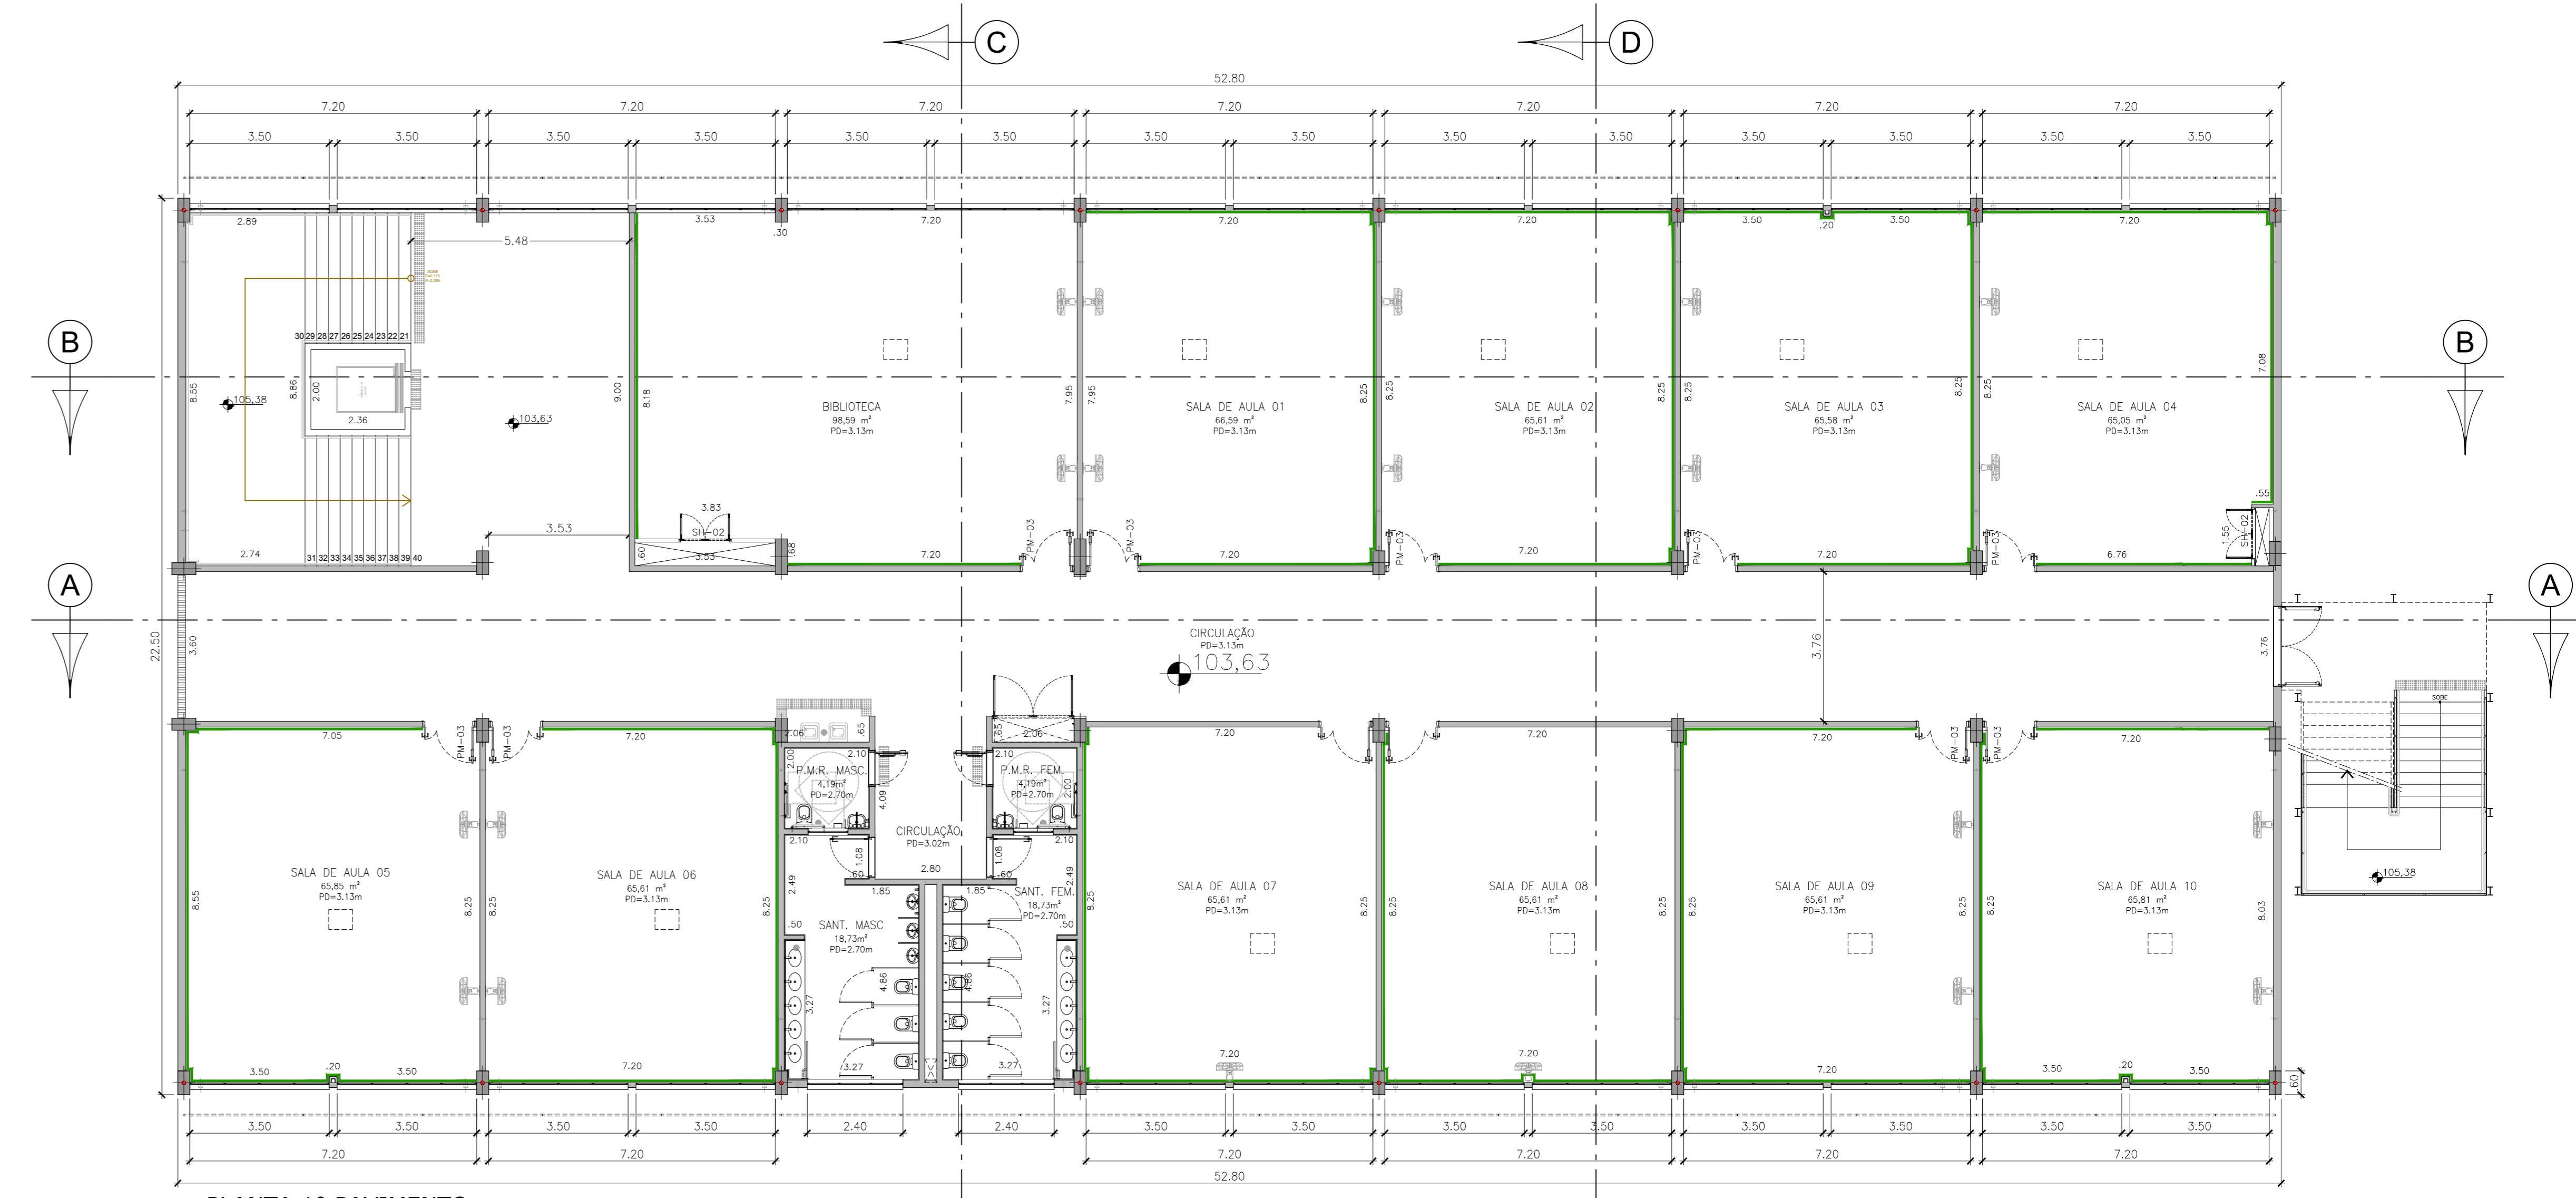 C
D
52.80
7.20 7.20 7.20 7.20 7.20 7.20 7.20
3.50 3.50 3.50 3.50 3.50 3.50 3.50 3.50 3.50 3.50 3.50 3.50 3.50 3.50
2.89 3.53 .30 7.20 7.20 7.20 3.50 .20 3.50 7.20
5.48
SOBE
30 29 28 27 26 25 24 23 22 21
B
B
8.55
8.86
2.00
2.36
9.00
8.18
7.95
7.95
8.25
8.25
8.25
8.25
8.25
8.25
7.08
105,38
103,63
BIBLIOTECA
98,59 m²
PD=3.13m
SALA DE AULA 01
66,59 m²
PD=3.13m
SALA DE AULA 02
65,61 m²
PD=3.13m
SALA DE AULA 03
65,58 m²
PD=3.13m
SALA DE AULA 04
65,05 m²
PD=3.13m
3.83
SH-02
3.53
.60
.68
3.53
.55
1.55
SH-02
PM-03
PM-03
PM-03
PM-03
PM-03
2.74
31 32 33 34 35 36 37 38 39 40
7.20 7.20 7.20 7.20 6.76
A
A
22.50
3.60
CIRCULAÇÃO
PD=3.13m
103,63
3.76
3.76
SOBE
105,38
7.05
PM-03
PM-03
7.20
2.06
.65
.65
2.06
7.20
7.20
7.20
PM-03
PM-03
7.20
2.00
2.10
P.M.R. MASC.
4,19m²
PD=2.70m
4.09
2.10
P.M.R. FEM.
4,19m²
PD=2.70m
2.00
CIRCULAÇÃO
PD=3.02m
2.10
1.08
.60
2.80
1.08
.60
2.10
2.49
1.85
1.85
2.49
SALA DE AULA 05
65,85 m²
PD=3.13m
SALA DE AULA 06
65,61 m²
PD=3.13m
SANT. MASC
18,73m²
PD=2.70m
SANT. FEM.
18,73m²
PD=2.70m
SALA DE AULA 07
65,61 m²
PD=3.13m
SALA DE AULA 08
65,61 m²
PD=3.13m
SALA DE AULA 09
65,61 m²
PD=3.13m
SALA DE AULA 10
65,81 m²
PD=3.13m
8.55
8.25
8.25
8.25
.50
.50
8.25
8.25
8.25
8.25
8.25
8.25
8.03
4.86
4.86
3.27
3.27
3.27
3.27
3.50 .20 3.50 7.20 7.20 7.20 7.20 3.50 .20 3.50
.60
3.50 3.50 3.50 3.50 2.40 2.40 3.50 3.50 3.50 3.50 3.50 3.50 3.50 3.50
7.20 7.20 7.20 7.20 7.20 7.20
52.80